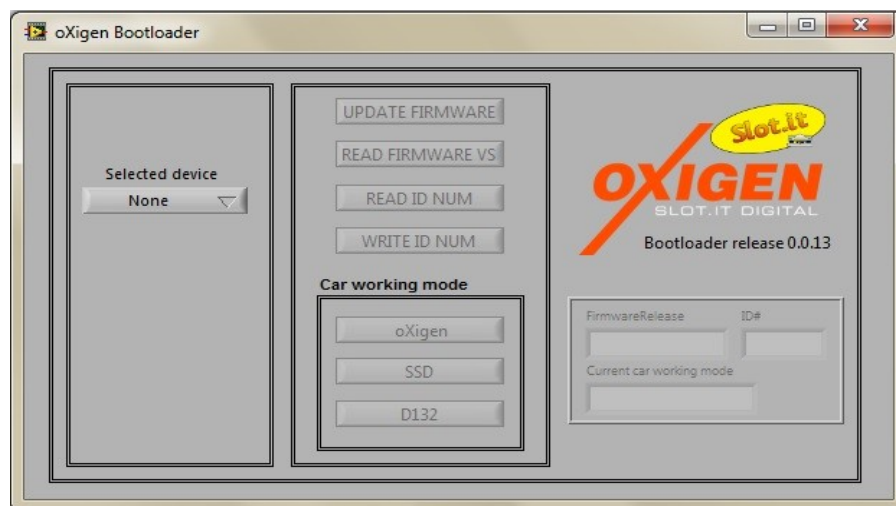 oXigen Bootloader
Selected device
None
UPDATE FIRMWARE
READ FIRMWARE VS
READ ID NUM
WRITE ID NUM
Car working mode
oXigen
SSD
D132
Slot.it
OXIGEN
SLOT.IT DIGITAL
Bootloader release 0.0.13
FirmwareRelease ID#
Current car working mode